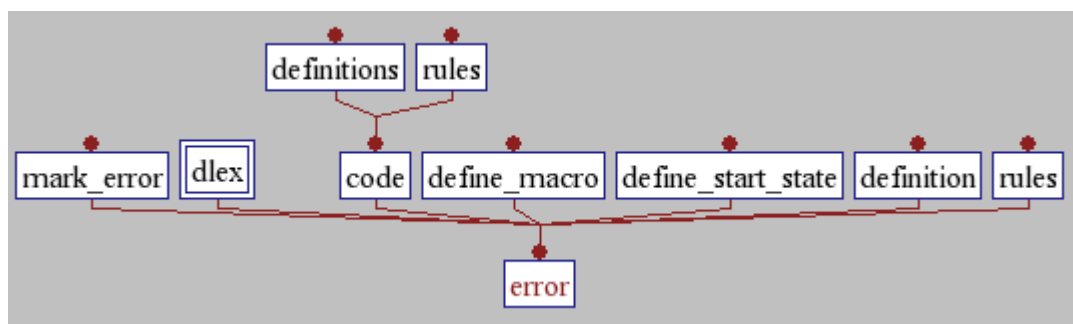 definitions rules
mark_error dlex code define_macro define_start_state definition rules
error